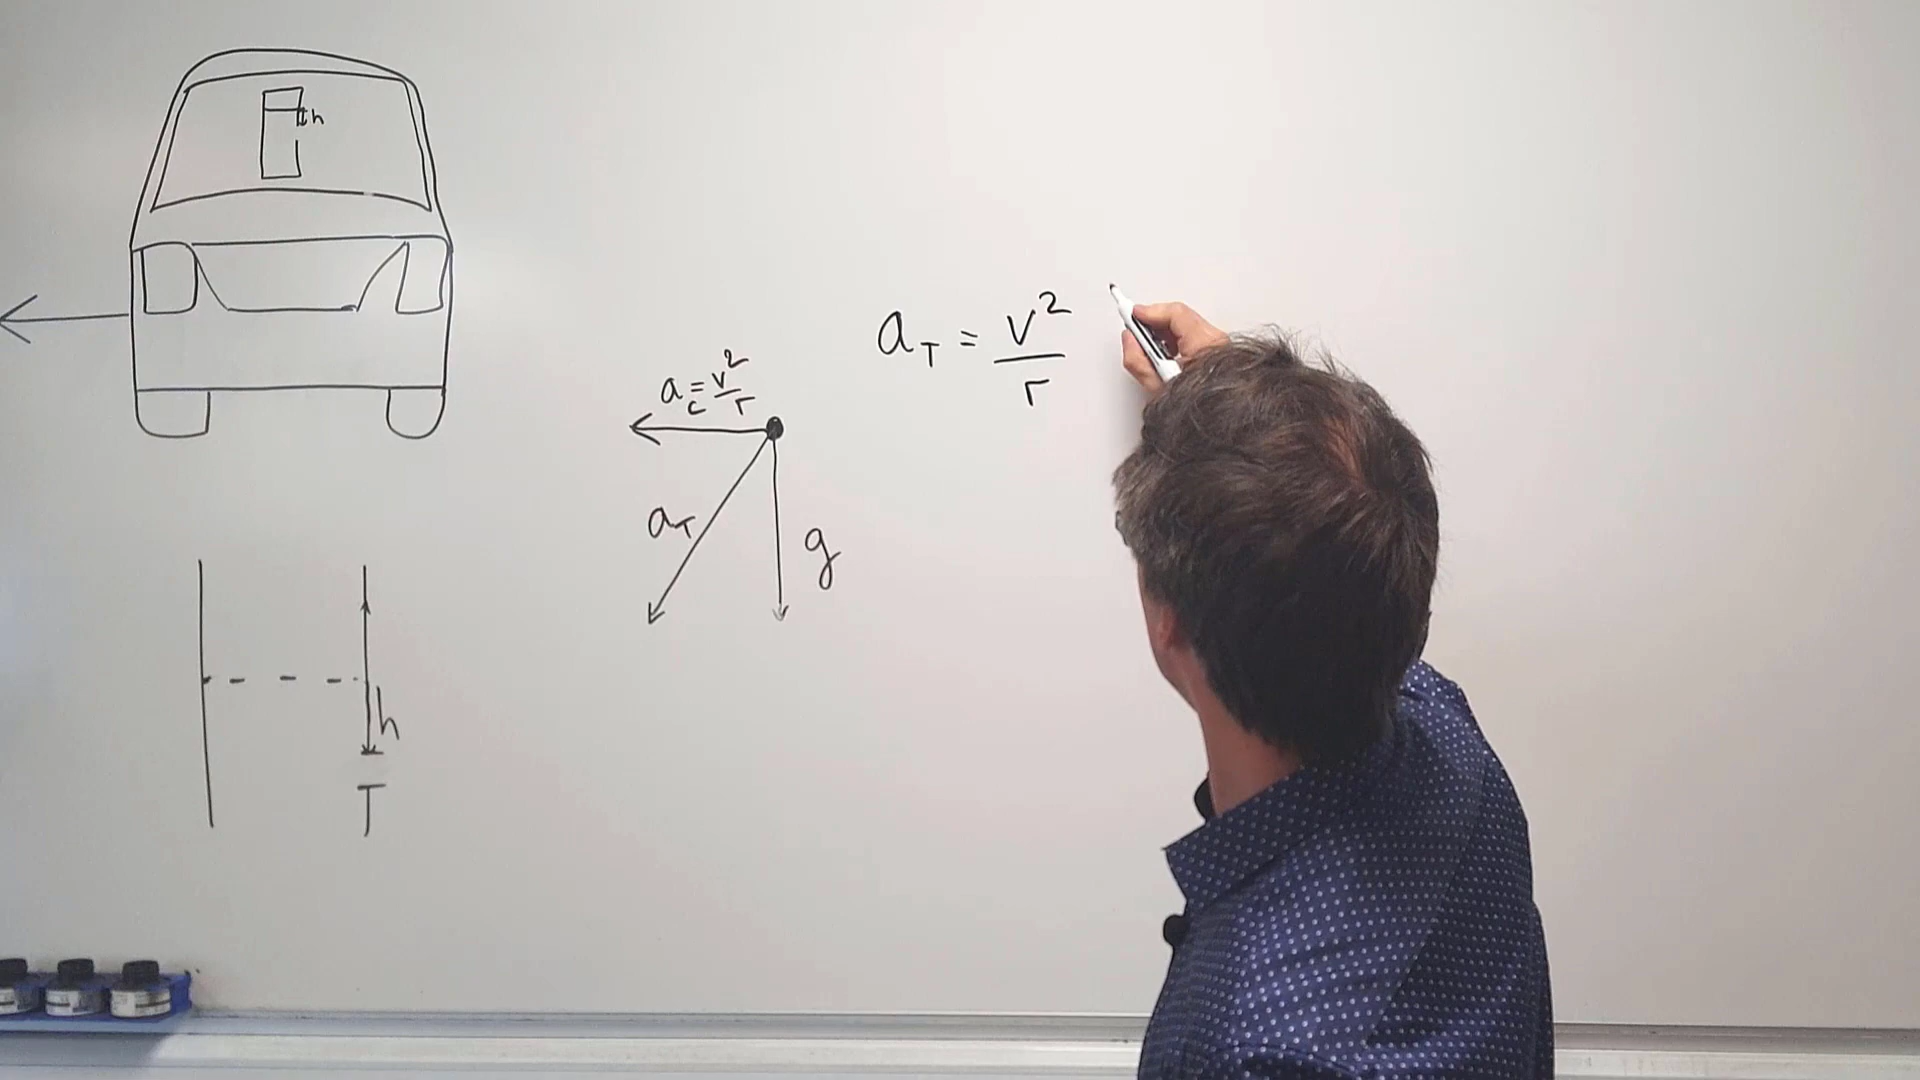 h
a_T = v²/r
a_c = v²/r
a_T
g
h
T